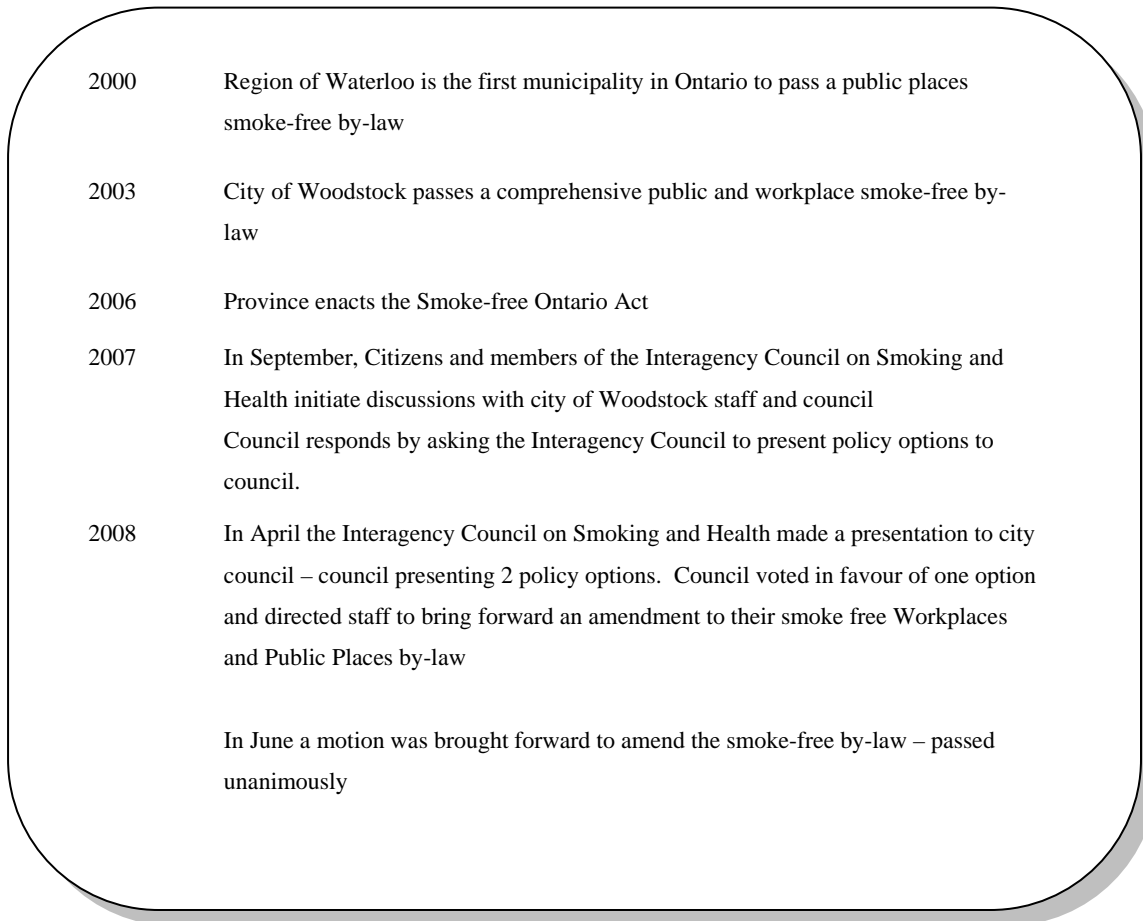 2000 Region of Waterloo is the first municipality in Ontario to pass a public places
smoke-free by-law
2003 City of Woodstock passes a comprehensive public and workplace smoke-free by-
law
2006 Province enacts the Smoke-free Ontario Act
2007 In September, Citizens and members of the Interagency Council on Smoking and
Health initiate discussions with city of Woodstock staff and council
Council responds by asking the Interagency Council to present policy options to
council.
2008 In April the Interagency Council on Smoking and Health made a presentation to city
council – council presenting 2 policy options.  Council voted in favour of one option
and directed staff to bring forward an amendment to their smoke free Workplaces
and Public Places by-law
In June a motion was brought forward to amend the smoke-free by-law – passed
unanimously